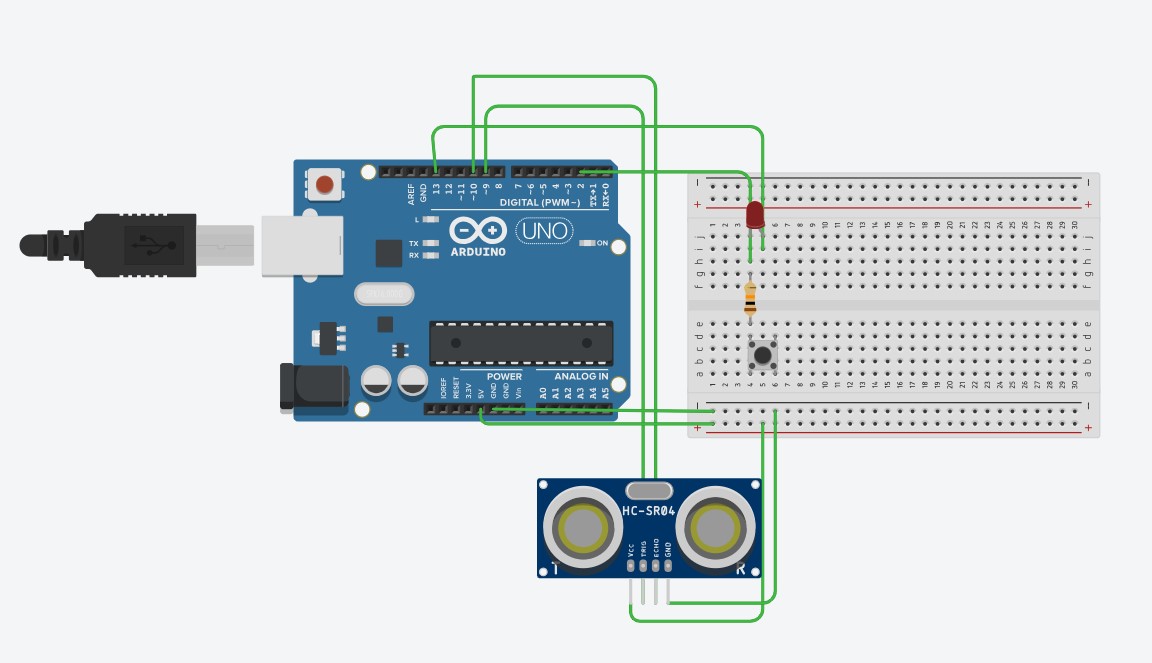 AREF
GND
13
12
~11
~10
~9
8
7
~6
~5
4
~3
2
TX→1
RX←0
DIGITAL (PWM~)
L
TX
RX
UNO
ARDUINO
ON
IOREF
RESET
3.3V
5V
GND
GND
Vin
POWER
ANALOG IN
A0
A1
A2
A3
A4
A5
- -
+ +
1 2 3 4 5 6 7 8 9 10 11 12 13 14 15 16 17 18 19 20 21 22 23 24 25 26 27 28 29 30
j j
i i
h h
g g
f f
e e
d d
c c
b b
a a
1 2 3 4 5 6 7 8 9 10 11 12 13 14 15 16 17 18 19 20 21 22 23 24 25 26 27 28 29 30
- -
+ +
HC-SR04
VCC
TRIG
ECHO
GND
T
R